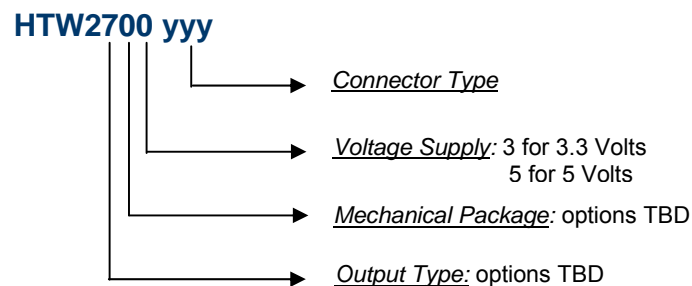 HTW2700 yyy
Connector Type
Voltage Supply: 3 for 3.3 Volts
5 for 5 Volts
Mechanical Package: options TBD
Output Type: options TBD